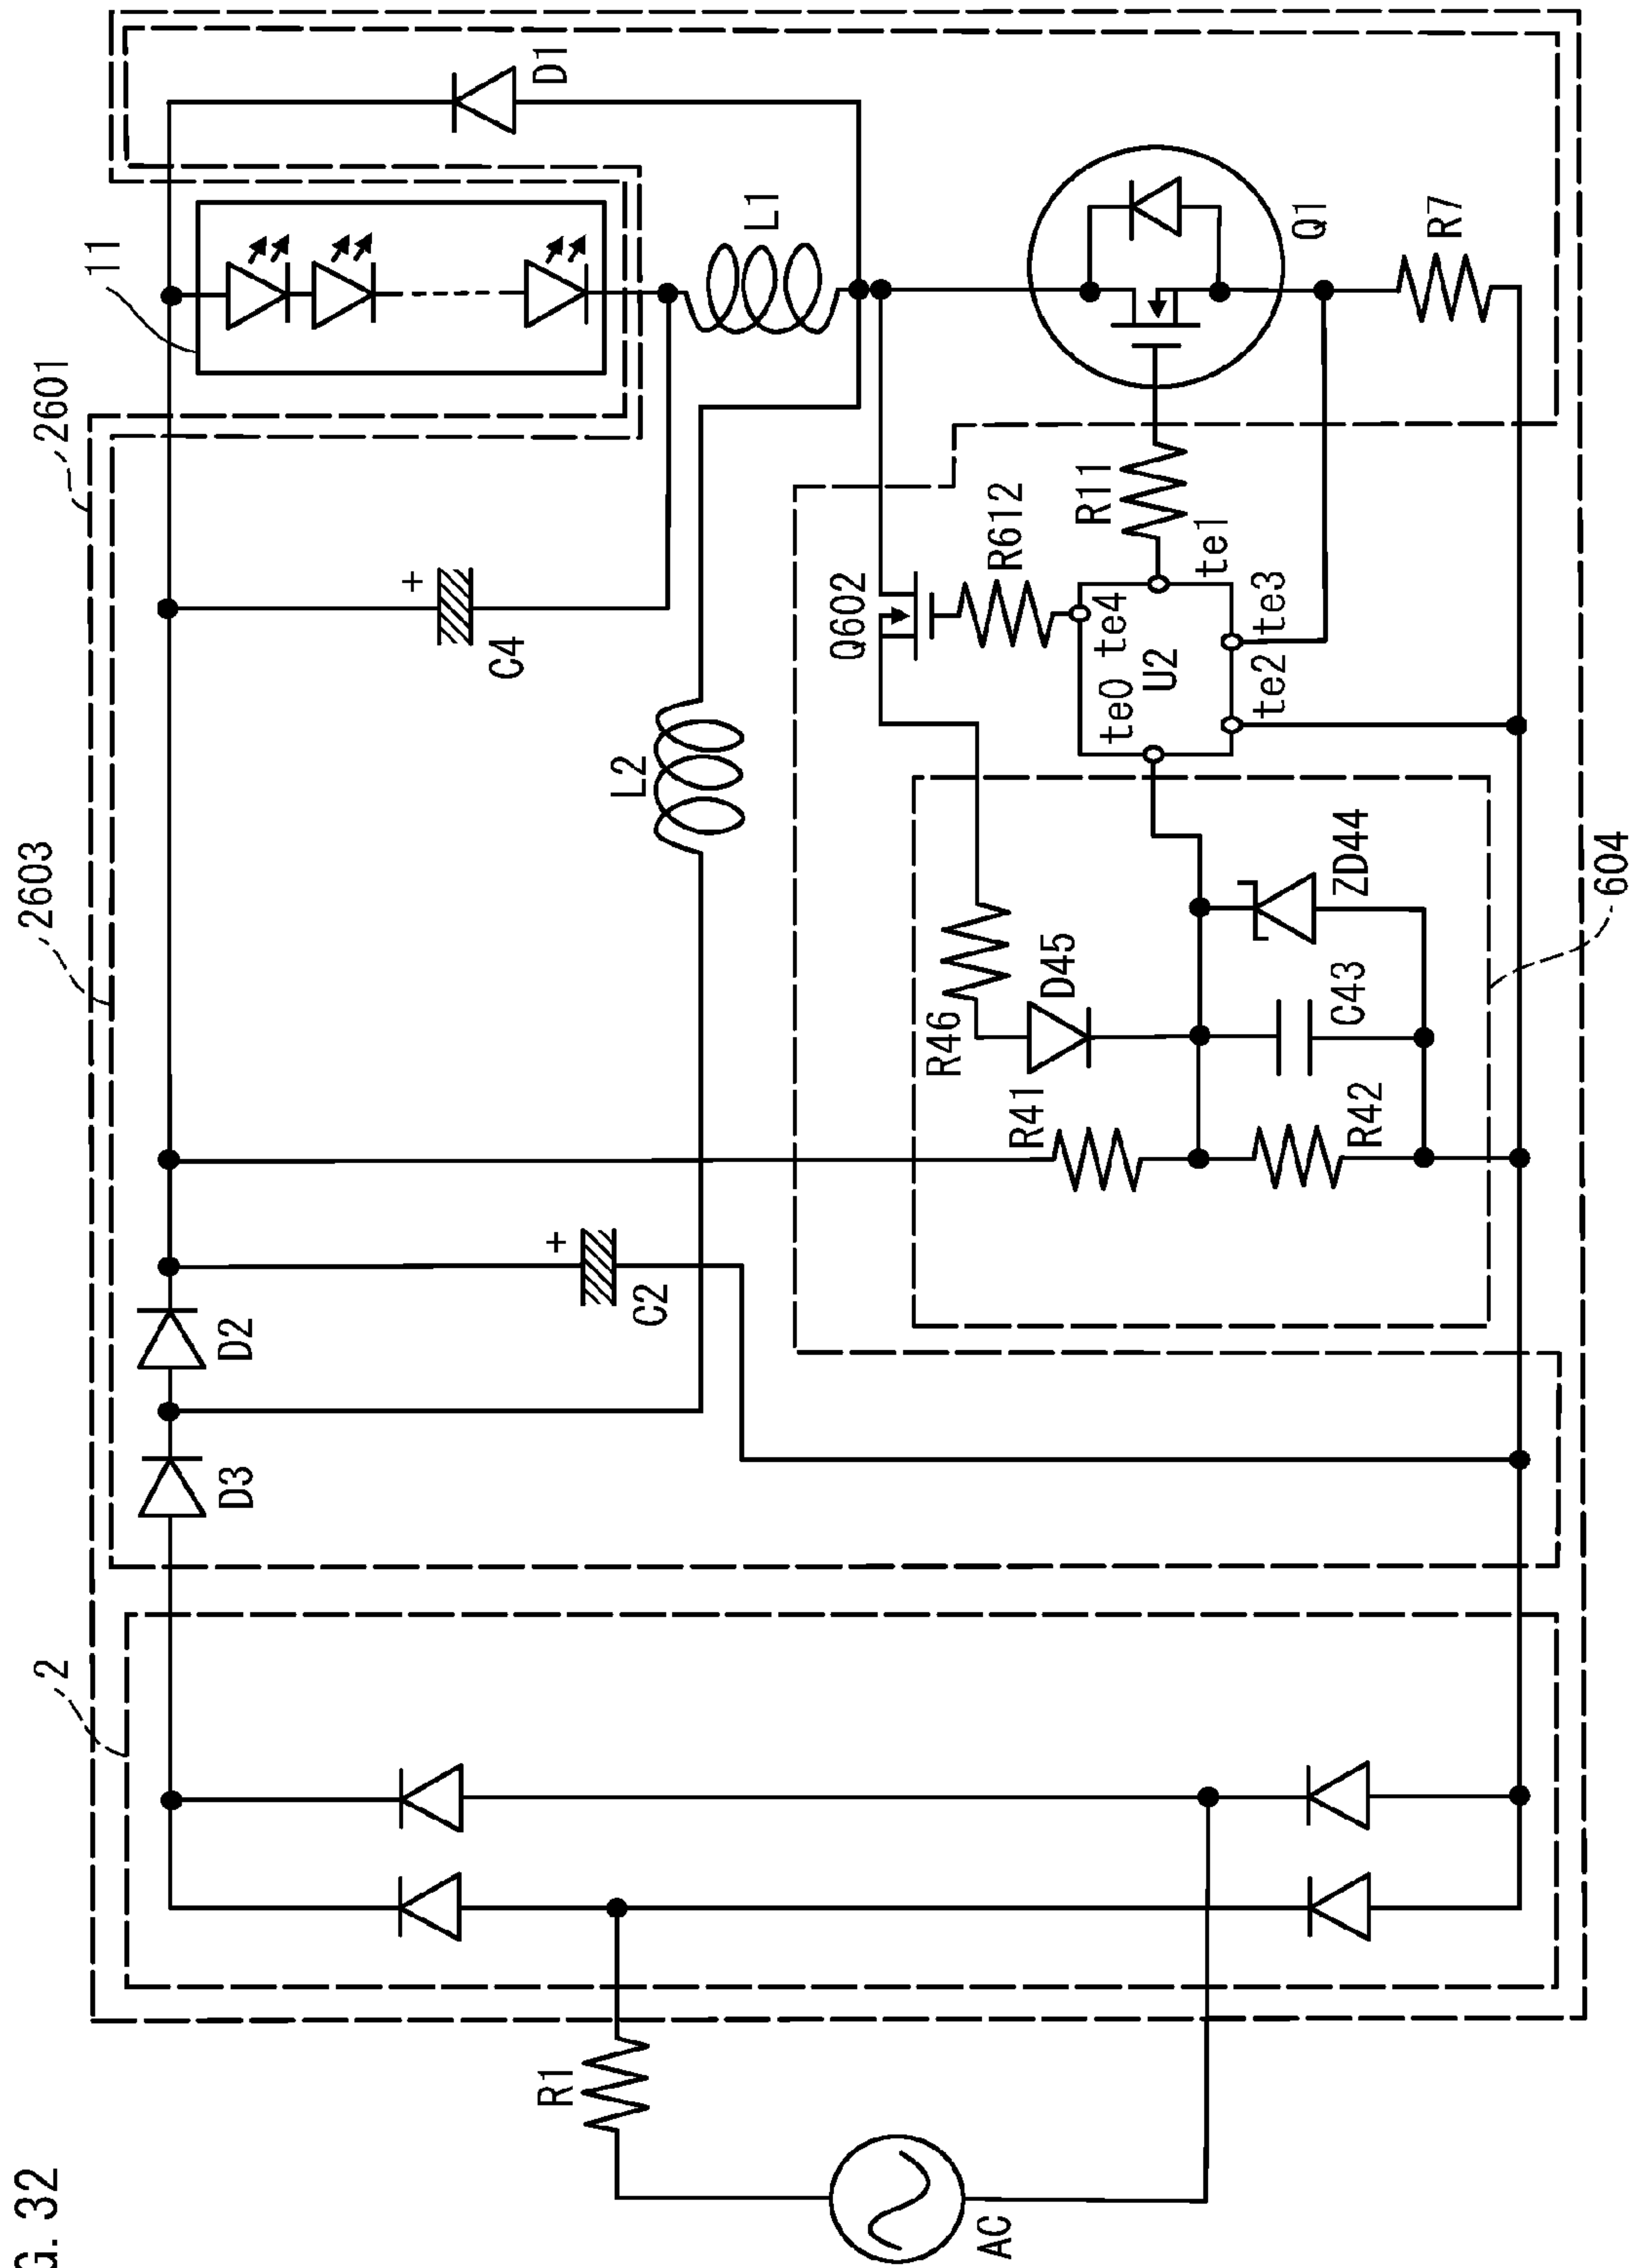 G. 32
2601
2603
2
11
D1
L1
C4
L2
D2
D3
C2
Q1
R7
R11
R612
Q602
te4
te1
te0
U2
te3
te2
R46
D45
ZD44
C43
R41
R42
604
R1
AC